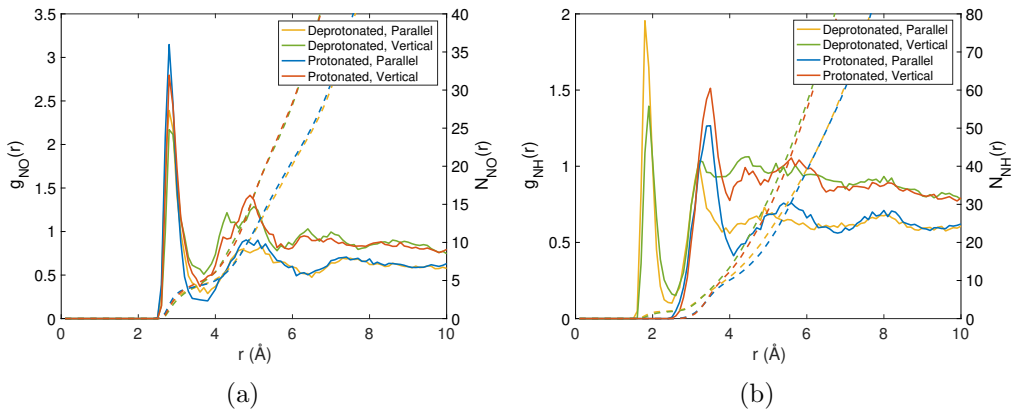 3.5
3
2.5
2
1.5
1
0.5
0
g_NO(r)
40
35
30
25
20
15
10
5
0
N_NO(r)
Deprotonated, Parallel
Deprotonated, Vertical
Protonated, Parallel
Protonated, Vertical
0 2 4 6 8 10
r (Å)
(a)
2
1.5
1
0.5
0
g_NH(r)
80
70
60
50
40
30
20
10
0
N_NH(r)
Deprotonated, Parallel
Deprotonated, Vertical
Protonated, Parallel
Protonated, Vertical
0 2 4 6 8 10
r (Å)
(b)